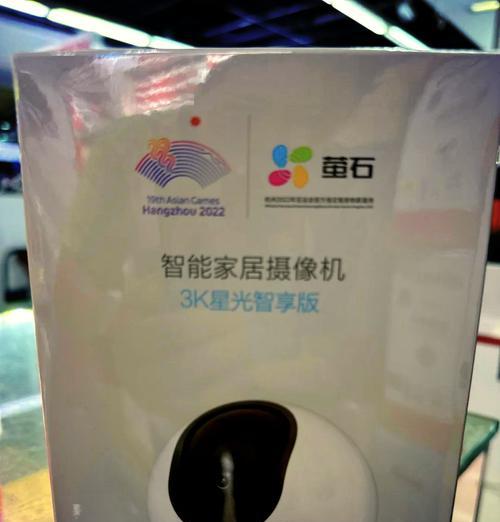 萤石
19th Asian Games
Hangzhou 2022
智能家居摄像机
3K星光智享版